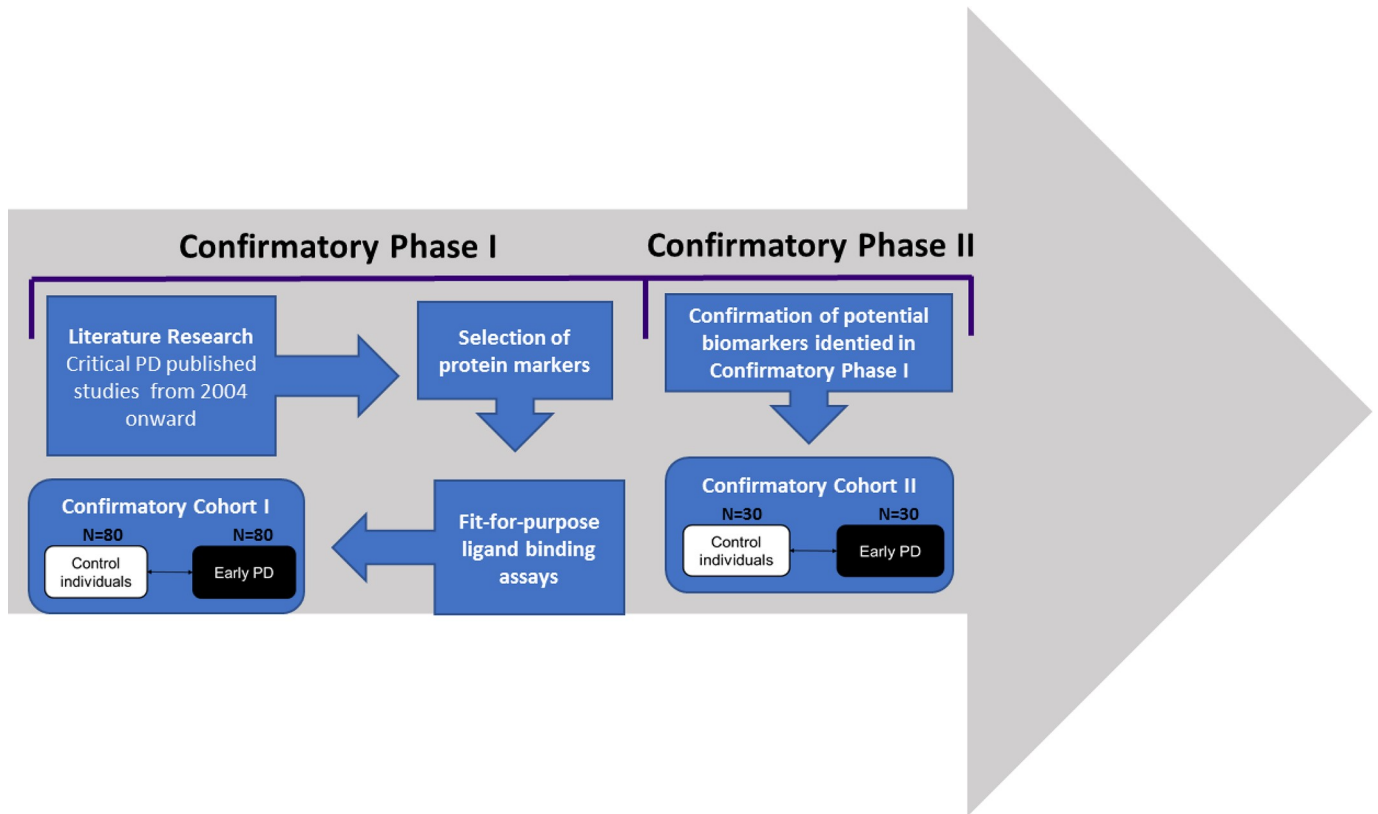 Confirmatory Phase I
Confirmatory Phase II
Literature Research
Critical PD published
studies from 2004
onward
Selection of
protein markers
Confirmation of potential
biomarkers identied in
Confirmatory Phase I
Confirmatory Cohort I
N=80
N=80
Control
individuals
Early PD
Fit-for-purpose
ligand binding
assays
Confirmatory Cohort II
N=30
N=30
Control
individuals
Early PD